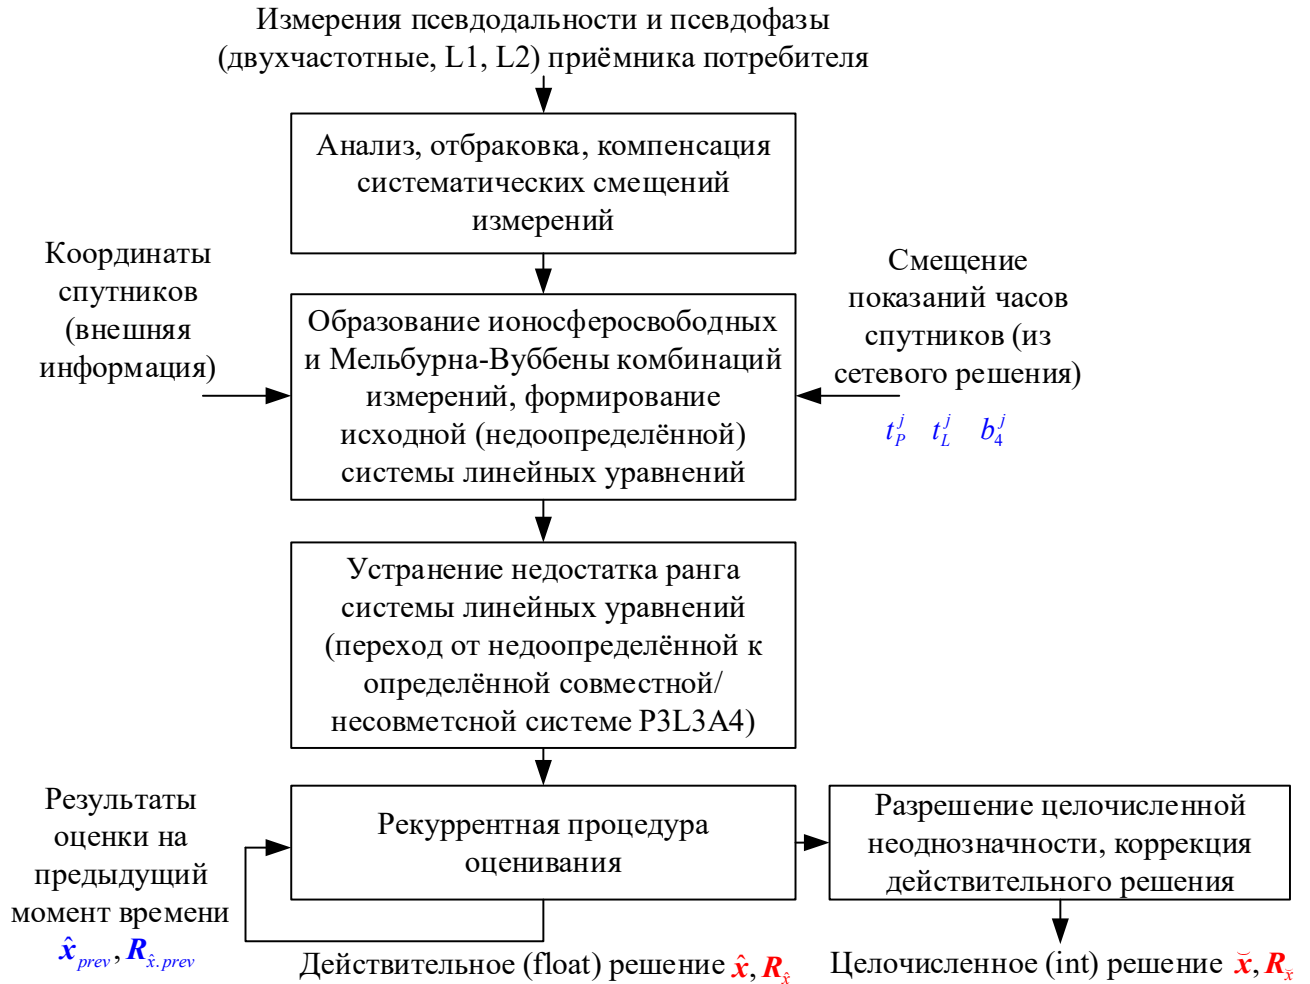 Измерения псевдодальности и псевдофазы
(двухчастотные, L1, L2) приёмника потребителя
Анализ, отбраковка, компенсация
систематических смещений
измерений
Координаты
спутников
(внешняя
информация)
Образование ионосферосвободных
и Мельбурна-Вуббены комбинаций
измерений, формирование
исходной (недоопределённой)
системы линейных уравнений
Смещение
показаний часов
спутников (из
сетевого решения)
t_P^j t_L^j b_4^j
Устранение недостатка ранга
системы линейных уравнений
(переход от недоопределённой к
определённой совместной/
несовметсной системе P3L3A4)
Результаты
оценки на
предыдущий
момент времени
x̂_prev, R_x̂.prev
Рекуррентная процедура
оценивания
Разрешение целочисленной
неоднозначности, коррекция
действительного решения
Действительное (float) решение x̂, R_x̂
Целочисленное (int) решение x̆, R_x̆